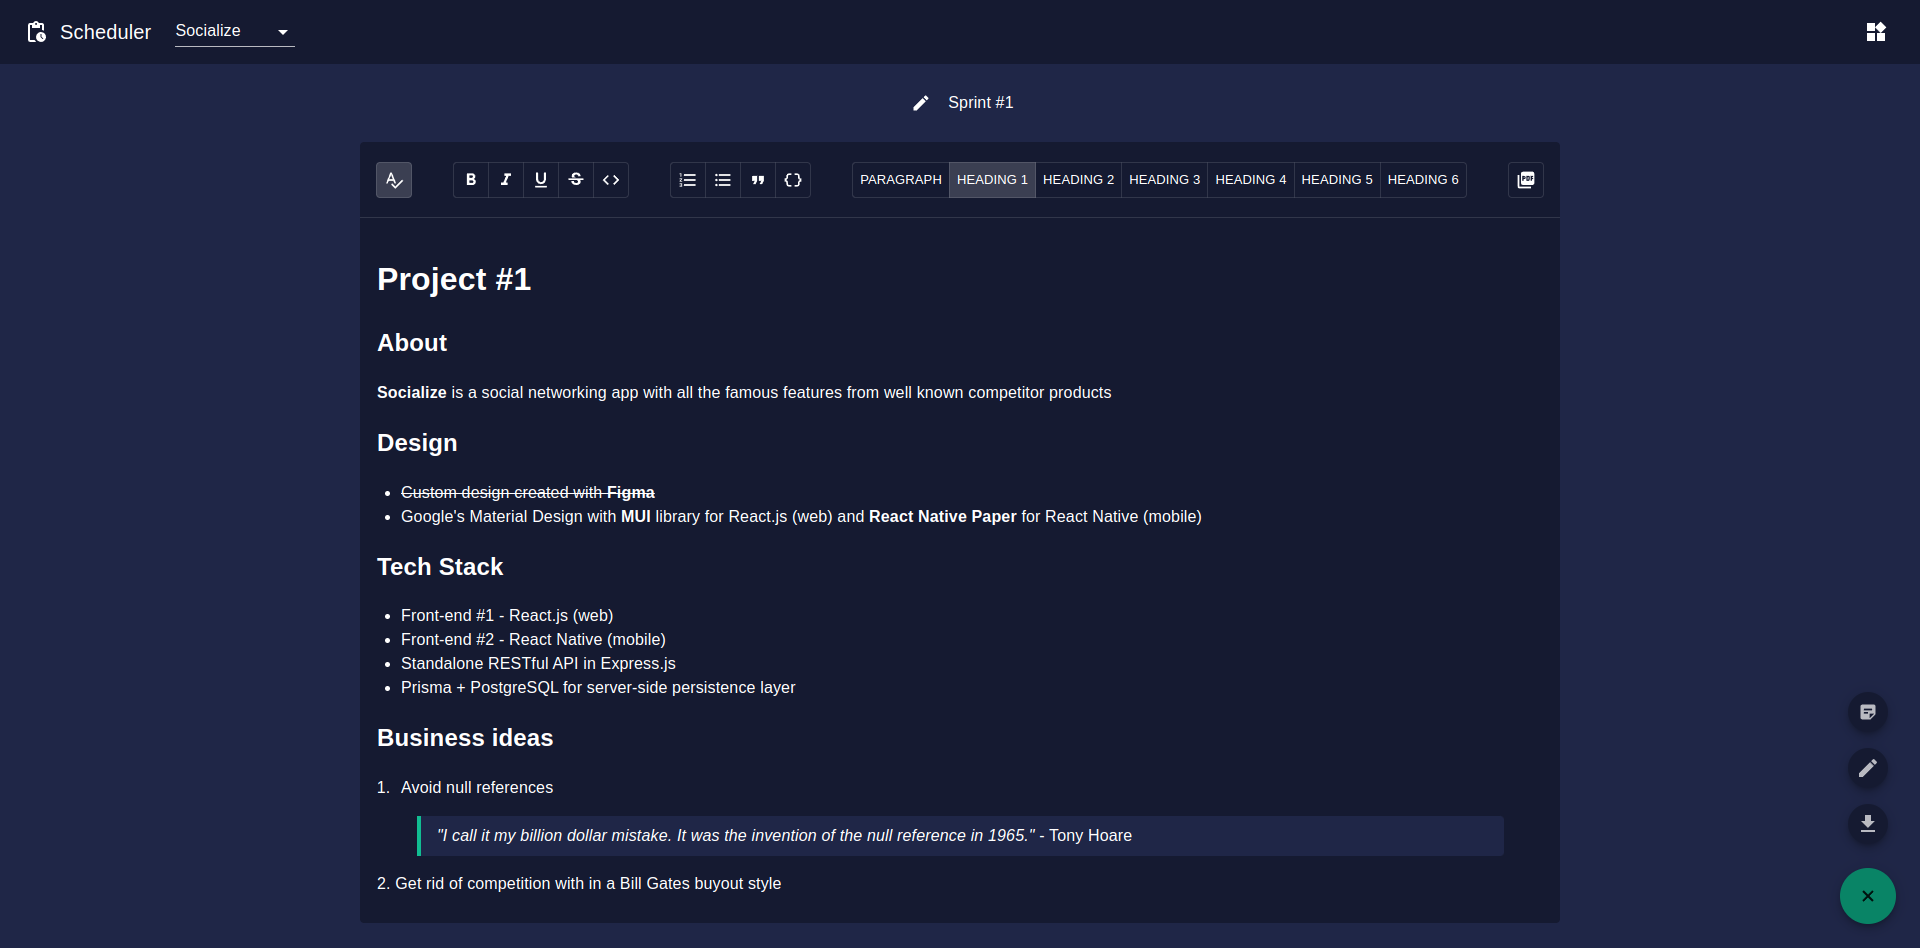 Scheduler Socialize
Sprint #1
B I U S PARAGRAPH HEADING 1 HEADING 2 HEADING 3 HEADING 4 HEADING 5 HEADING 6 PDF
Project #1
About
Socialize is a social networking app with all the famous features from well known competitor products
Design
• Custom design created with Figma
• Google's Material Design with MUI library for React.js (web) and React Native Paper for React Native (mobile)
Tech Stack
• Front-end #1 - React.js (web)
• Front-end #2 - React Native (mobile)
• Standalone RESTful API in Express.js
• Prisma + PostgreSQL for server-side persistence layer
Business ideas
1. Avoid null references
"I call it my billion dollar mistake. It was the invention of the null reference in 1965." - Tony Hoare
2. Get rid of competition with in a Bill Gates buyout style